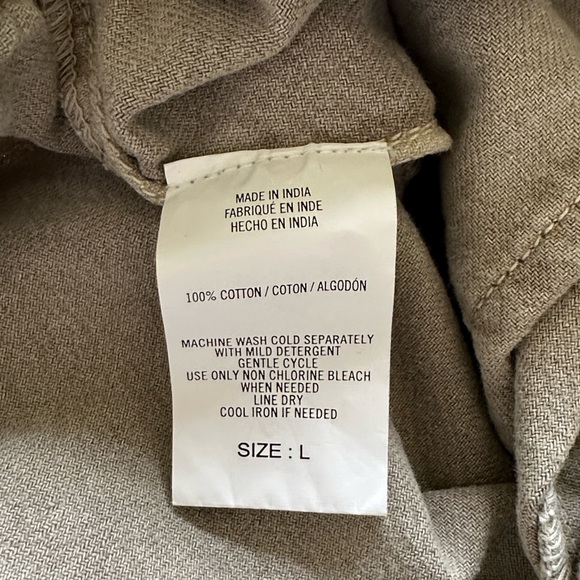 MADE IN INDIA
FABRIQUÉ EN INDE
HECHO EN INDIA
100% COTTON / COTON / ALGODÓN
MACHINE WASH COLD SEPARATELY
WITH MILD DETERGENT
GENTLE CYCLE
USE ONLY NON CHLORINE BLEACH
WHEN NEEDED
LINE DRY
COOL IRON IF NEEDED
SIZE : L